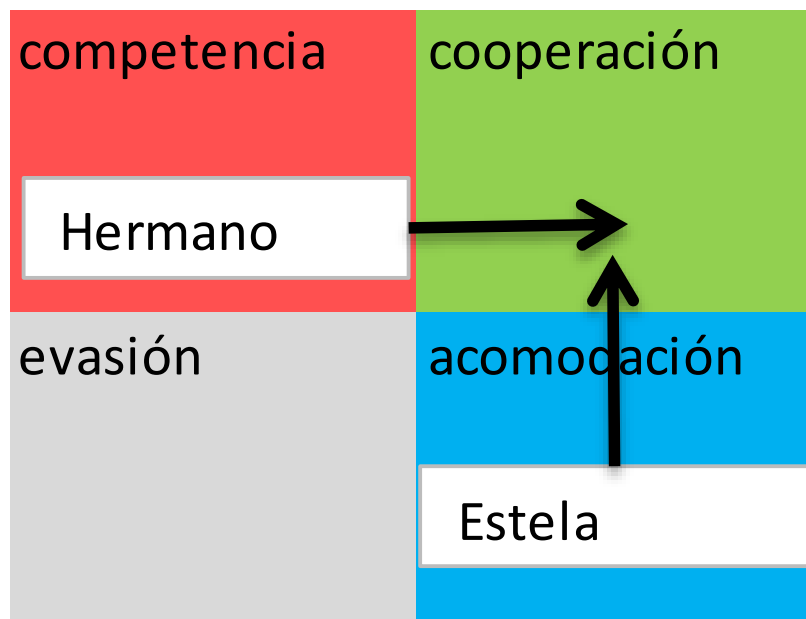 competencia
cooperación
Hermano
evasión
acomodación
Estela